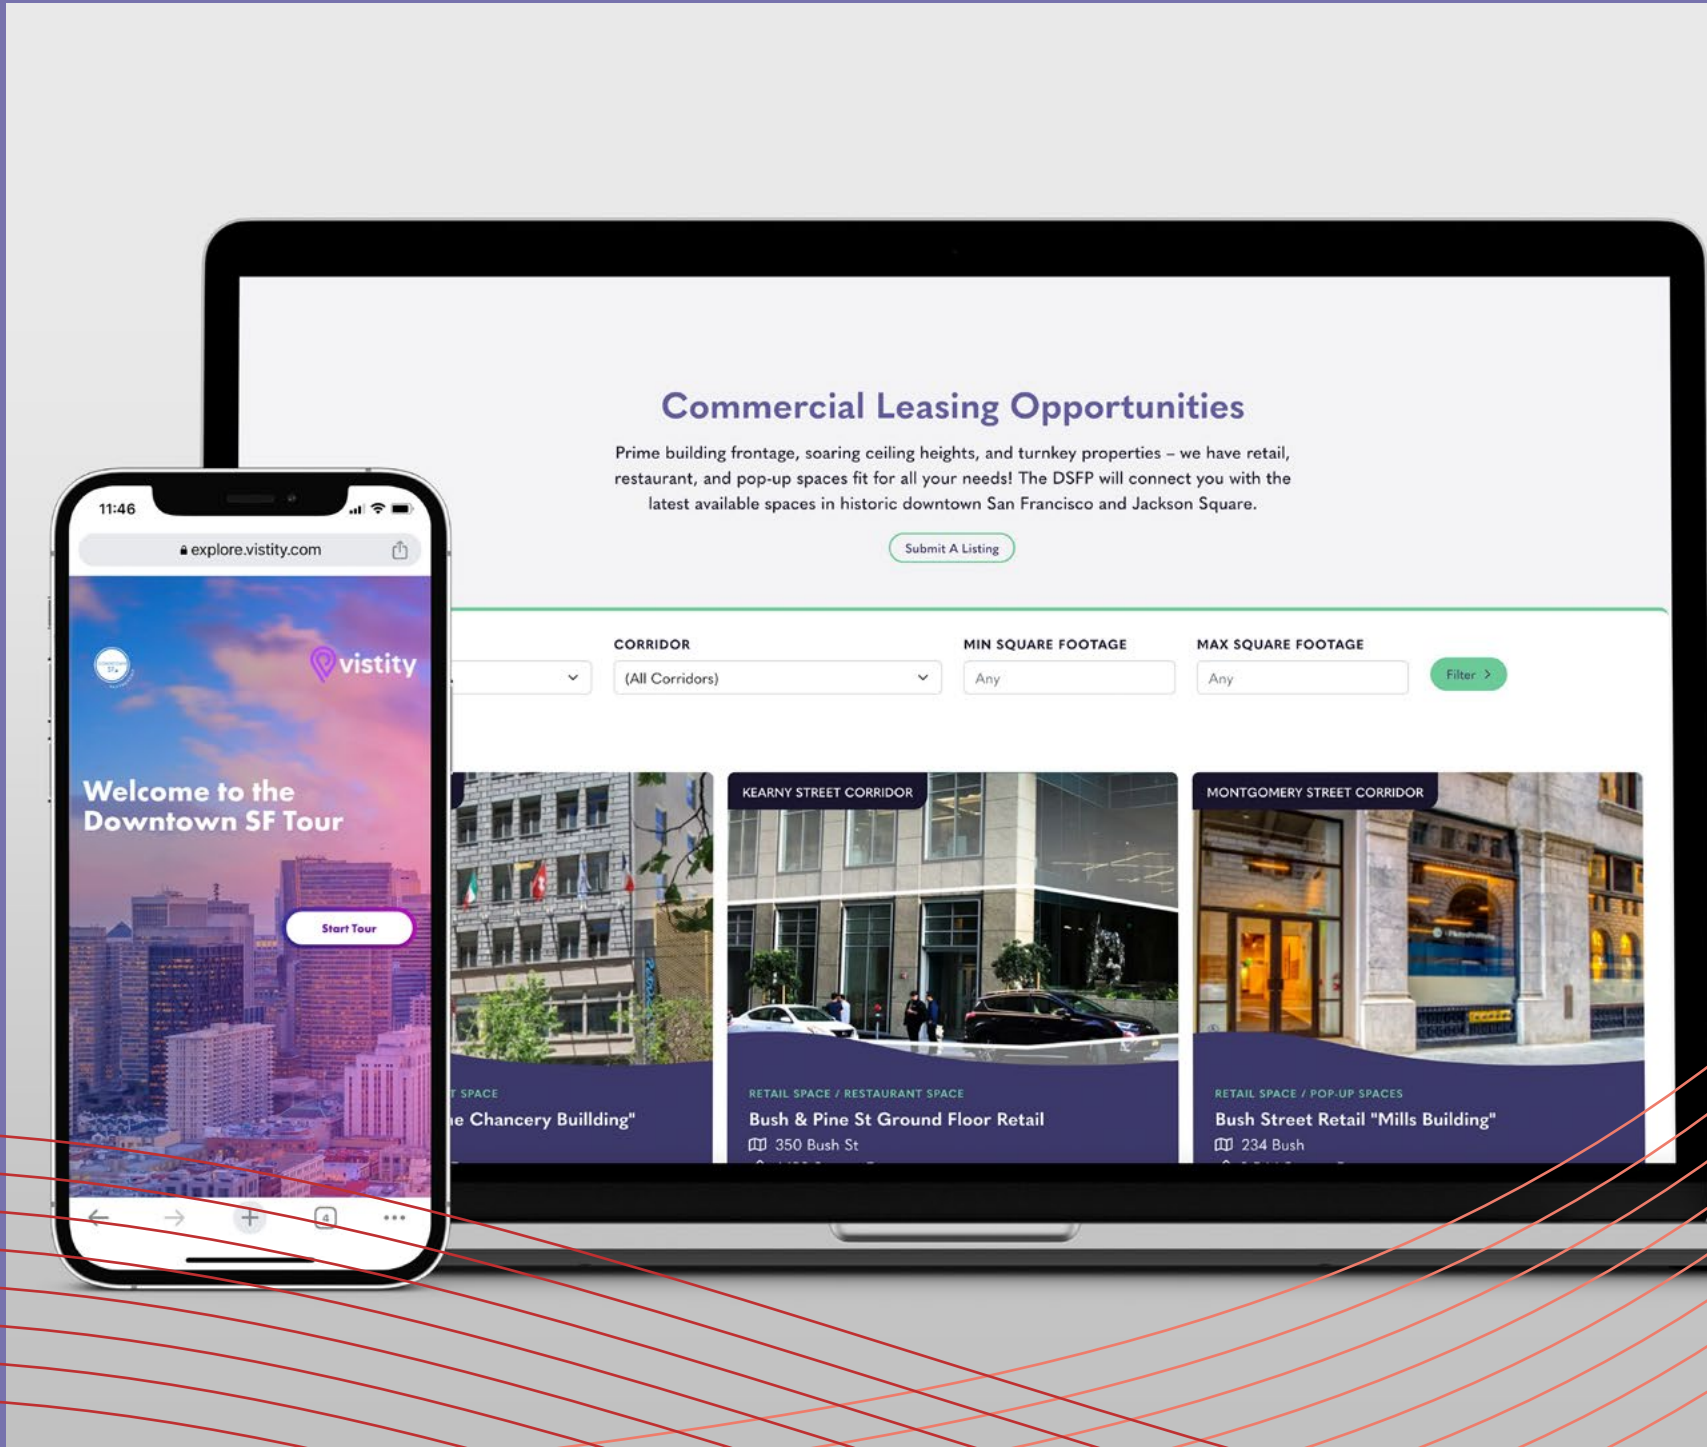 Commercial Leasing Opportunities
Prime building frontage, soaring ceiling heights, and turnkey properties – we have retail,
restaurant, and pop-up spaces fit for all your needs! The DSFP will connect you with the
latest available spaces in historic downtown San Francisco and Jackson Square.
Submit A Listing
CORRIDOR
(All Corridors)
MIN SQUARE FOOTAGE
Any
MAX SQUARE FOOTAGE
Any
Filter >
T SPACE
e Chancery Buillding"
KEARNY STREET CORRIDOR
RETAIL SPACE / RESTAURANT SPACE
Bush & Pine St Ground Floor Retail
350 Bush St
MONTGOMERY STREET CORRIDOR
RETAIL SPACE / POP-UP SPACES
Bush Street Retail "Mills Building"
234 Bush
11:46
explore.vistity.com
vistity
Welcome to the
Downtown SF Tour
Start Tour
4